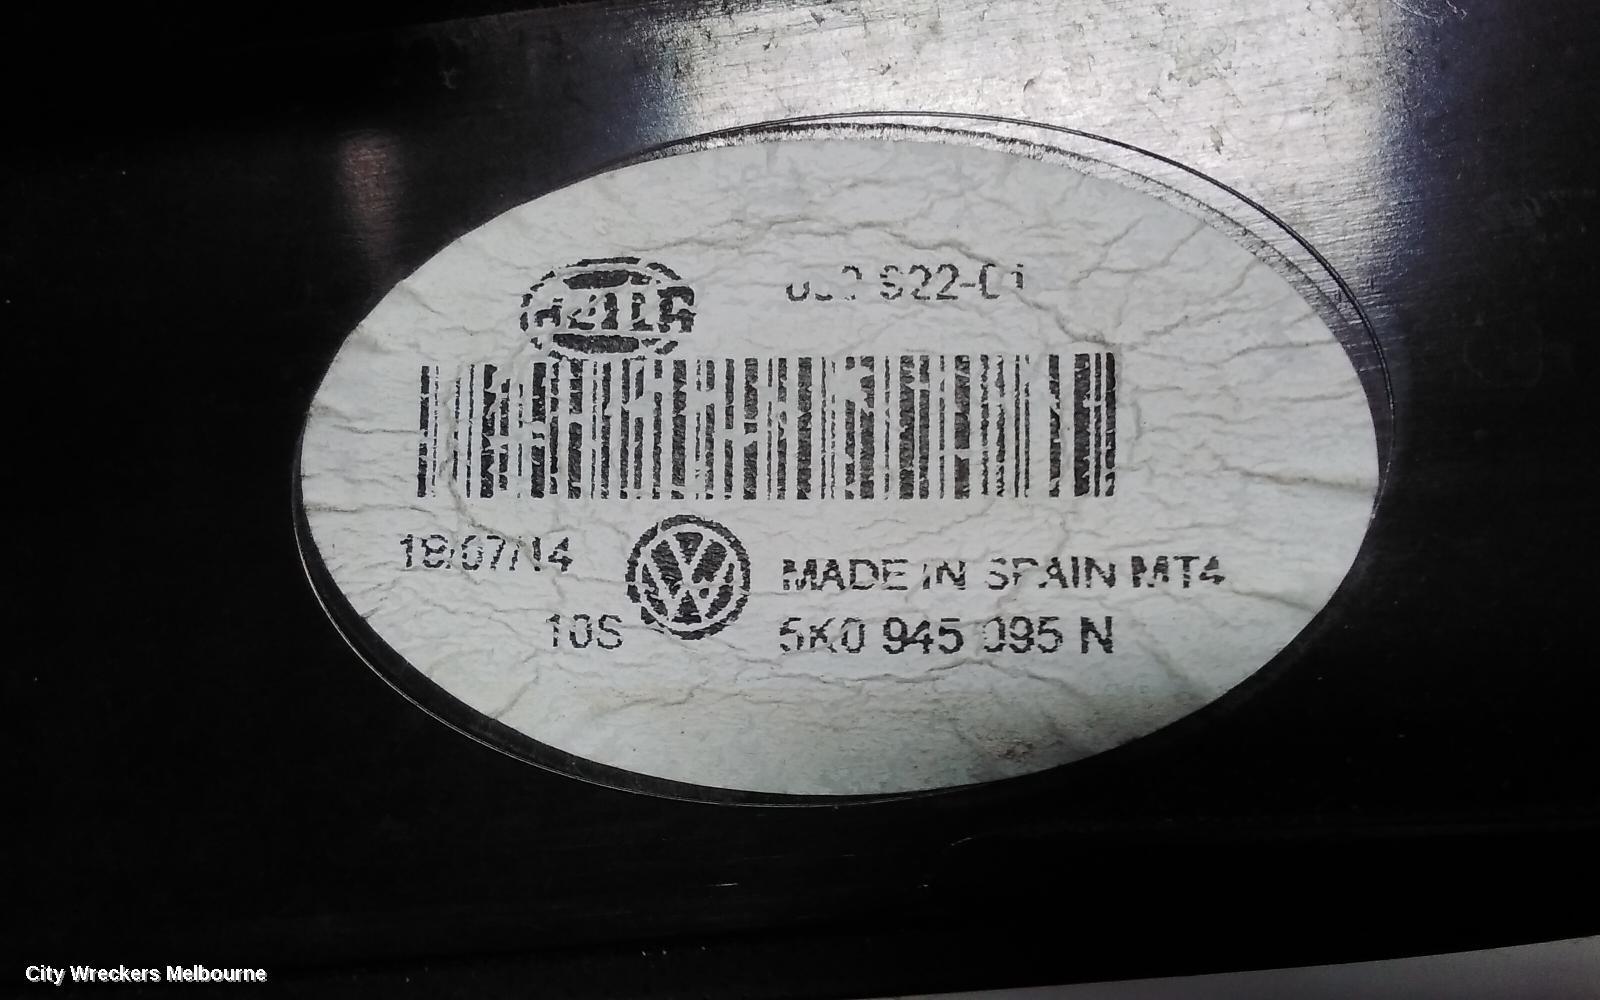 HELLA
18/07/14
MADE IN SPAIN MT4
10S
5K0 945 095 N
City Wreckers Melbourne